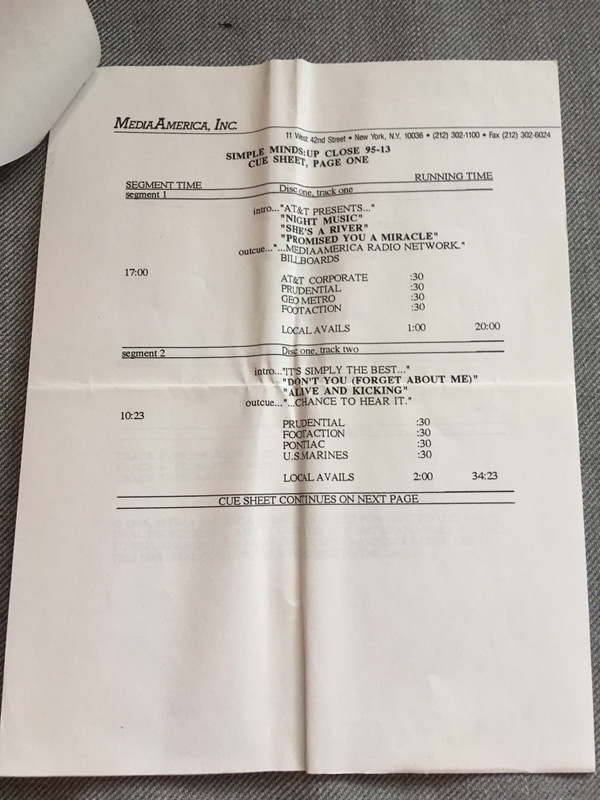 MEDIAAMERICA, INC.
11 West 42nd Street • New York, N.Y. 10036 • (212) 302-1100 • Fax (212) 302-6024
SIMPLE MINDS:UP CLOSE 95-13
CUE SHEET, PAGE ONE
SEGMENT TIME RUNNING TIME
segment 1 Disc one, track one
intro..."AT&T PRESENTS..."
"NIGHT MUSIC"
"SHE'S A RIVER"
"PROMISED YOU A MIRACLE"
outcue..."...MEDIAAMERICA RADIO NETWORK."
BILLBOARDS
17:00
AT&T CORPORATE :30
PRUDENTIAL :30
GEO METRO :30
FOOTACTION :30
LOCAL AVAILS 1:00 20:00
segment 2 Disc one, track two
intro..."IT'S SIMPLY THE BEST..."
"DON'T YOU (FORGET ABOUT ME)"
"ALIVE AND KICKING"
outcue..."...CHANCE TO HEAR IT."
10:23
PRUDENTIAL :30
FOOTACTION :30
PONTIAC :30
U.S.MARINES :30
LOCAL AVAILS 2:00 34:23
CUE SHEET CONTINUES ON NEXT PAGE